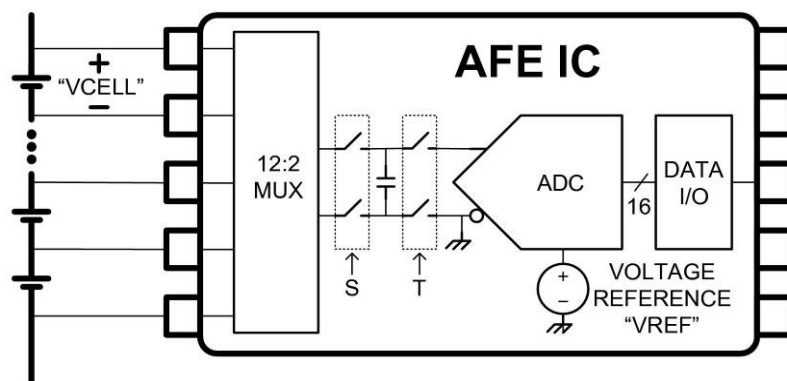 AFE IC
+
“VCELL”
–
12:2
MUX
ADC
16
DATA
I/O
S
T
+
–
VOLTAGE
REFERENCE
“VREF”